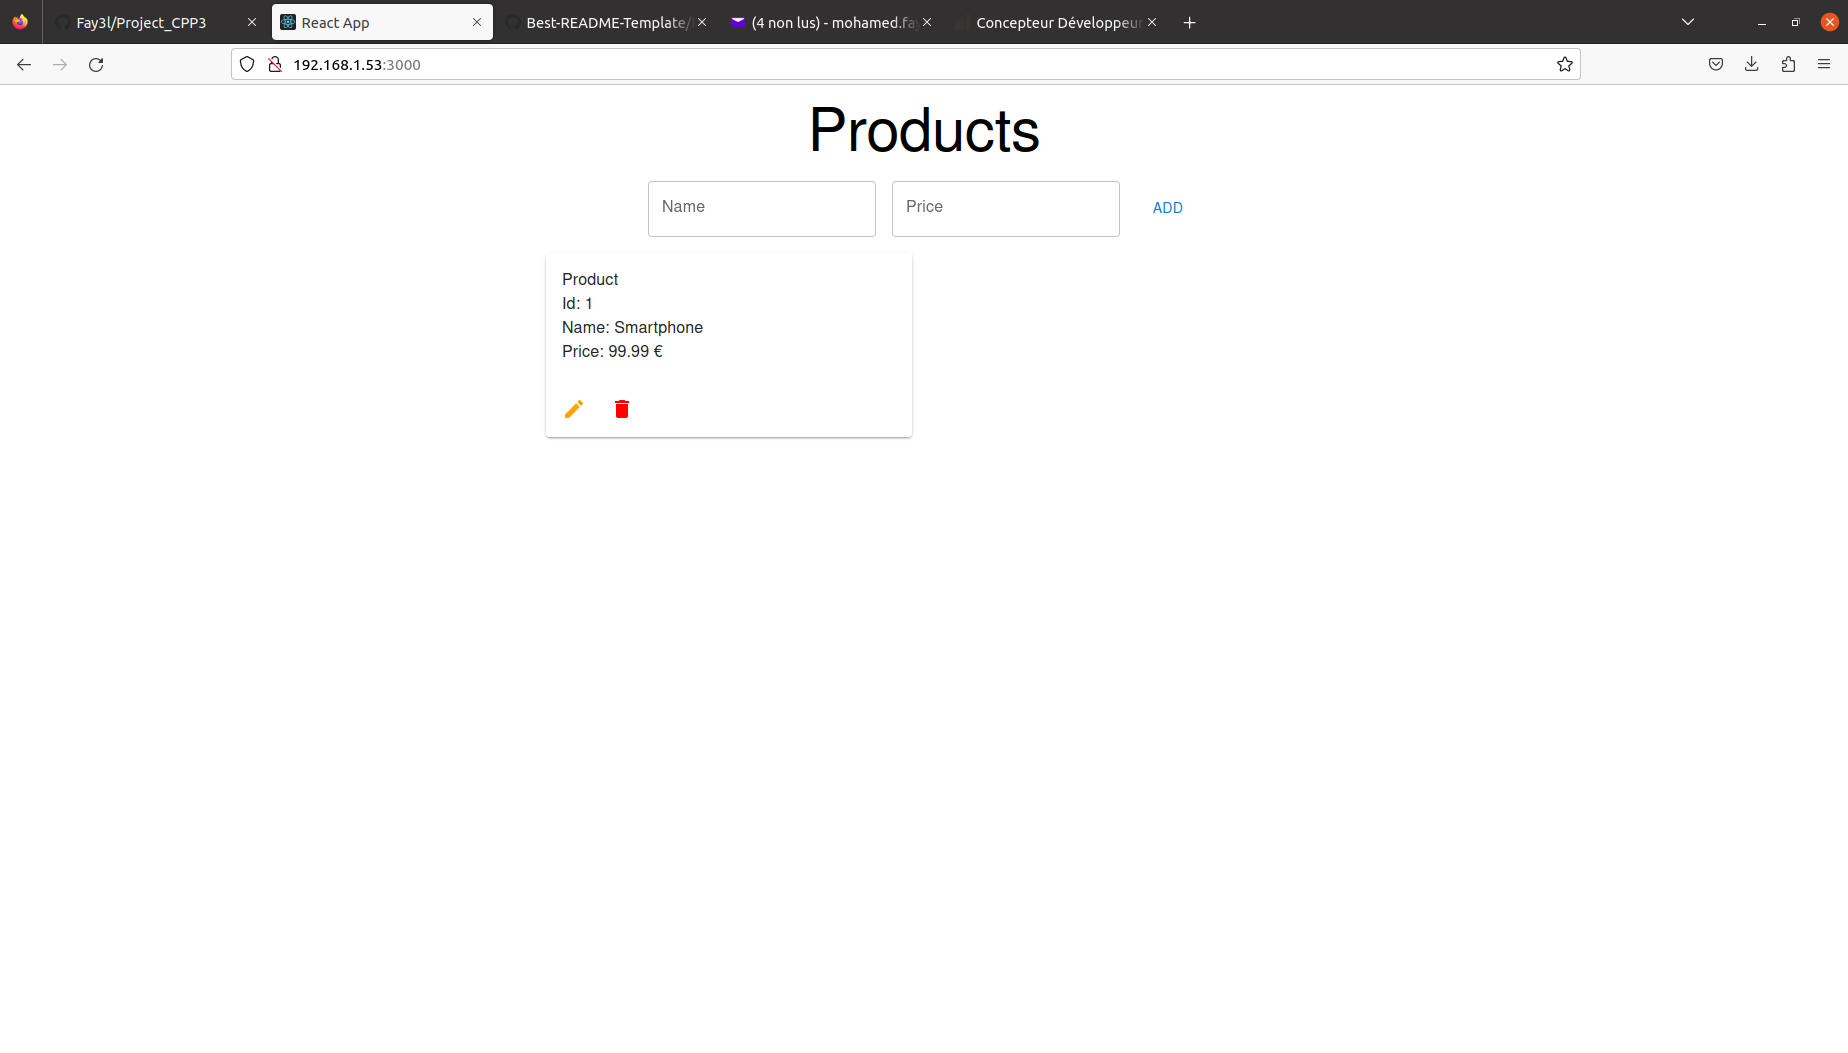 Fay3l/Project_CPP3
React App
Best-README-Template/
(4 non lus) - mohamed.fay
Concepteur Développeur
192.168.1.53:3000
Products
Name
Price
ADD
Product
Id: 1
Name: Smartphone
Price: 99.99 €